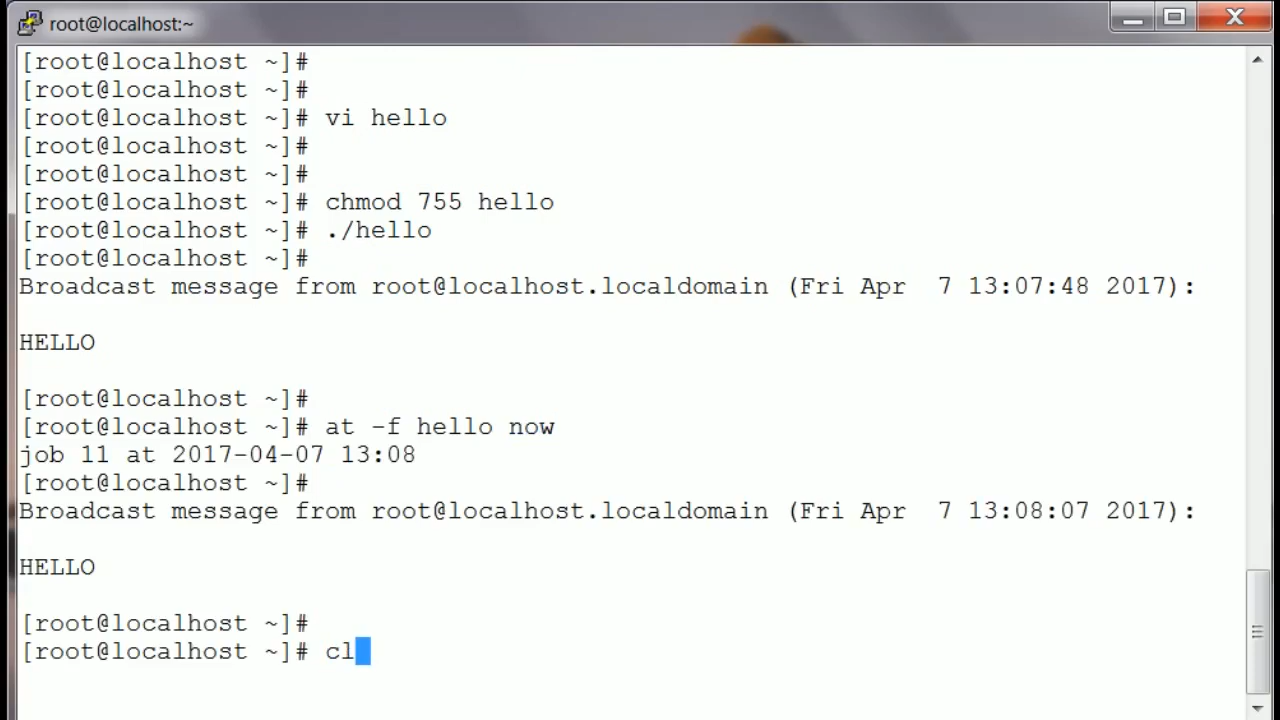 root@localhost:~
[root@localhost ~]#
[root@localhost ~]#
[root@localhost ~]# vi hello
[root@localhost ~]#
[root@localhost ~]#
[root@localhost ~]# chmod 755 hello
[root@localhost ~]# ./hello
[root@localhost ~]#
Broadcast message from root@localhost.localdomain (Fri Apr  7 13:07:48 2017):
HELLO
[root@localhost ~]#
[root@localhost ~]# at -f hello now
job 11 at 2017-04-07 13:08
[root@localhost ~]#
Broadcast message from root@localhost.localdomain (Fri Apr  7 13:08:07 2017):
HELLO
[root@localhost ~]#
[root@localhost ~]# cl